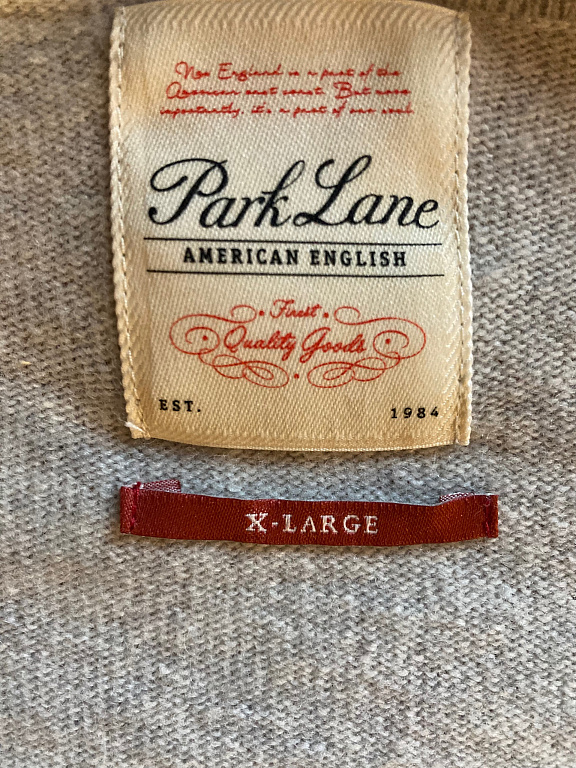 New England is a part of the
American east coast. But more
importantly, it's a part of our soul.
Park Lane
AMERICAN ENGLISH
Finest
Quality Goods
EST. 1984
X-LARGE